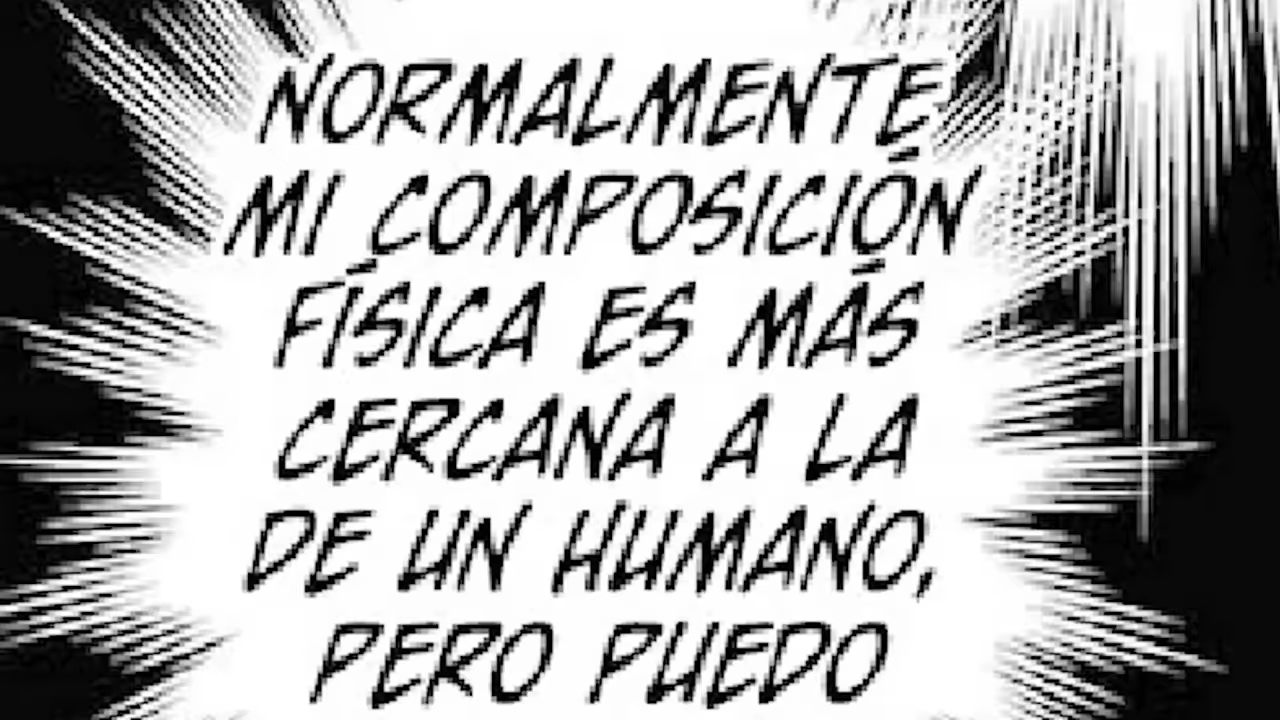 NORMALMENTE
MI COMPOSICIÓN
FÍSICA ES MÁS
CERCANA A LA
DE UN HUMANO,
PERO PUEDO